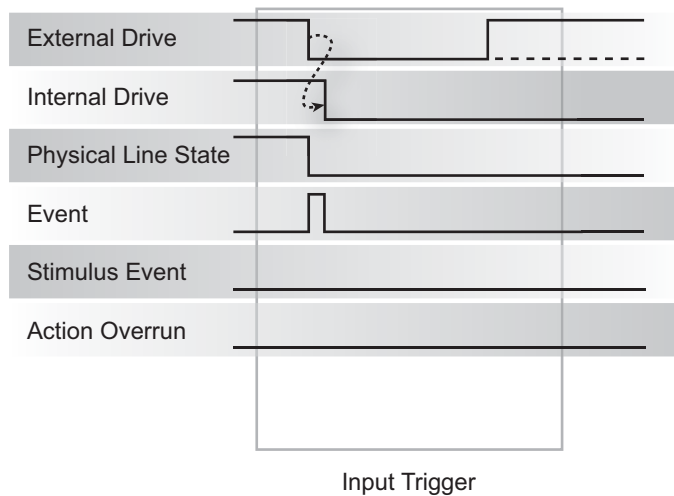 External Drive
Internal Drive
Physical Line State
Event
Stimulus Event
Action Overrun
Input Trigger